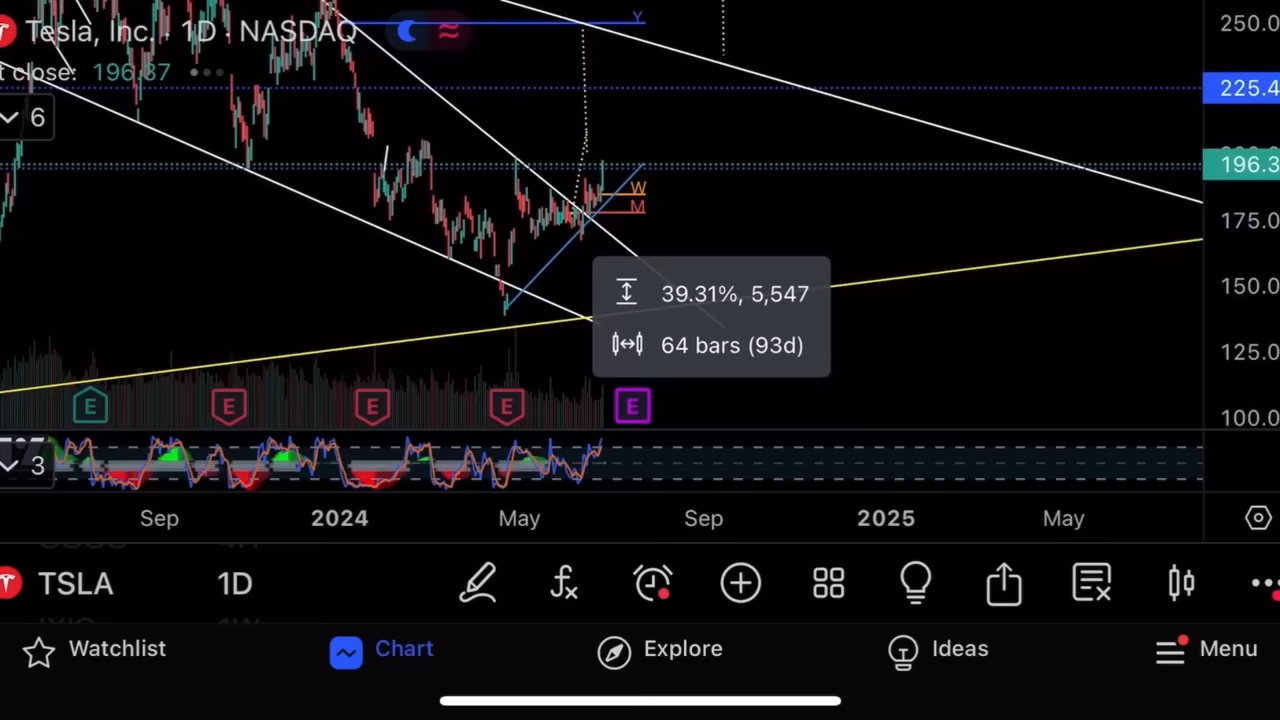 Tesla, Inc. · 1D · NASDAQ
t close: 196.37
6
Y
W
M
250.0
225.4
196.3
175.0
150.0
125.0
100.0
39.31%, 5,547
64 bars (93d)
E E E E E
3
Sep 2024 May Sep 2025 May
TSLA 1D
Watchlist Chart Explore Ideas Menu